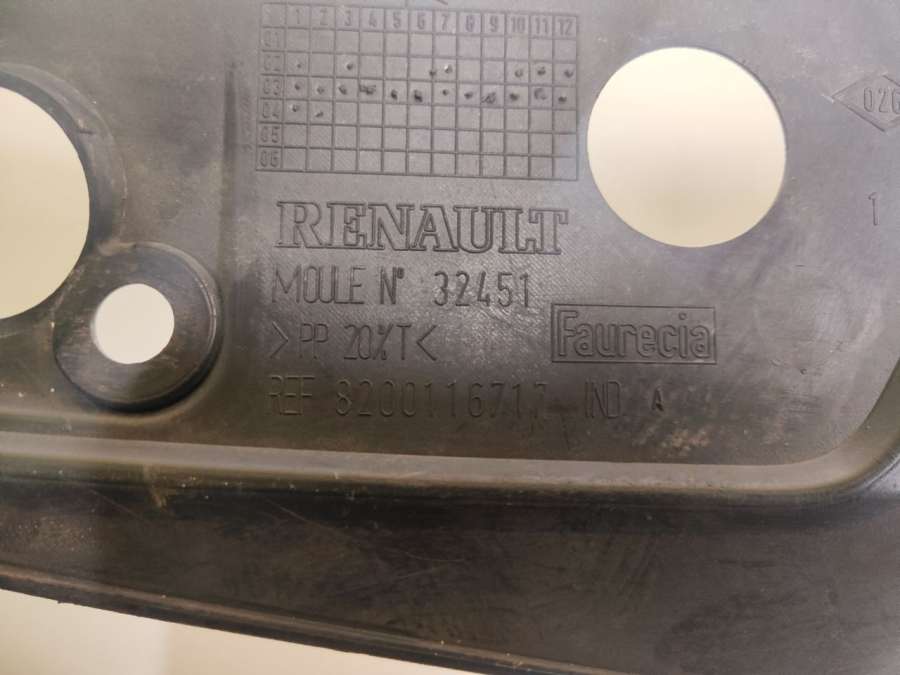 1 2 3 4 5 6 7 8 9 10 11 12
01
02
03
04
05
06
RENAULT
MOULE N° 32451
>PP 20%T<
Faurecia
REF 8200116717 IND A
1